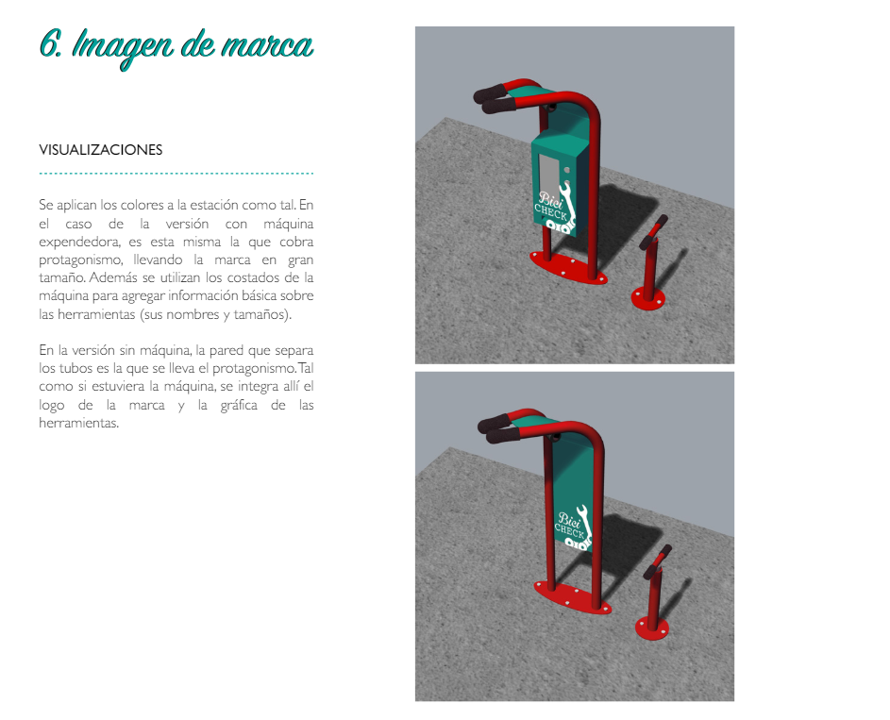 6. Imagen de marca
VISUALIZACIONES
Se aplican los colores a la estación como tal. En
el caso de la versión con máquina
expendedora, es esta misma la que cobra
protagonismo, llevando la marca en gran
tamaño. Además se utilizan los costados de la
máquina para agregar información básica sobre
las herramientas (sus nombres y tamaños).
En la versión sin máquina, la pared que separa
los tubos es la que se lleva el protagonismo. Tal
como si estuviera la máquina, se integra allí el
logo de la marca y la gráfica de las
herramientas.
Bici
CHECK
Bici
CHECK